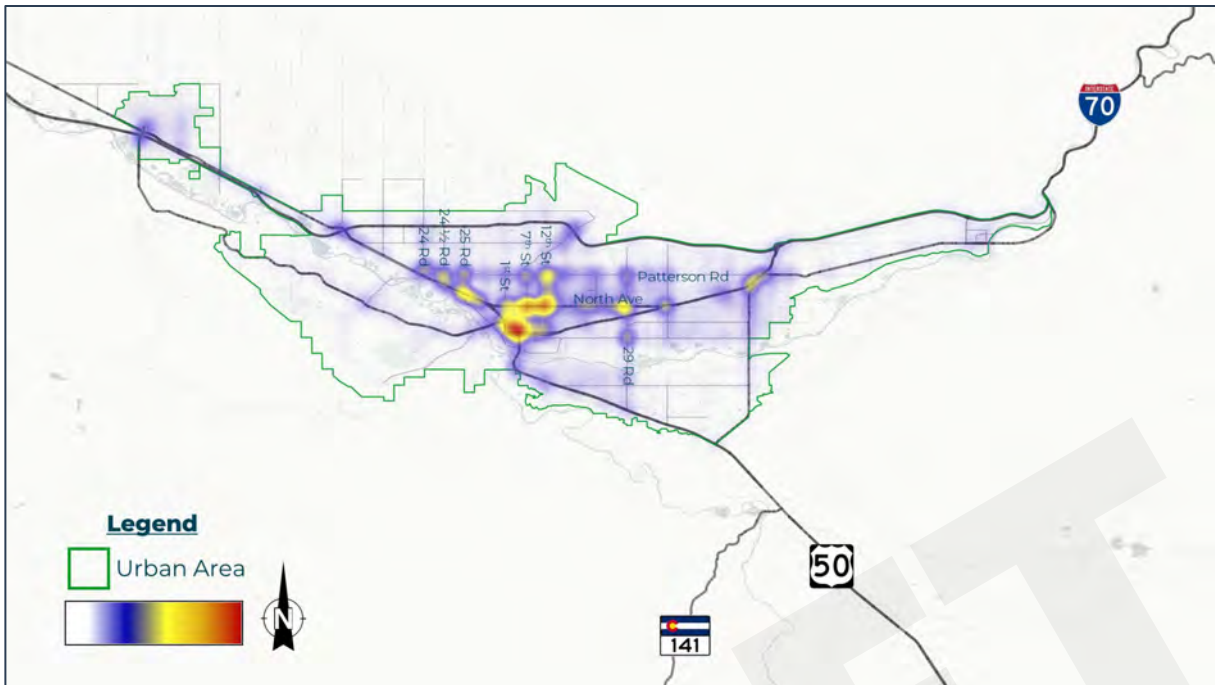 INTERSTATE
70
24 Rd
24 ½ Rd
25 Rd
1st St
7th St
12th St
Patterson Rd
North Ave
29 Rd
Legend
Urban Area
N
50
141
FT